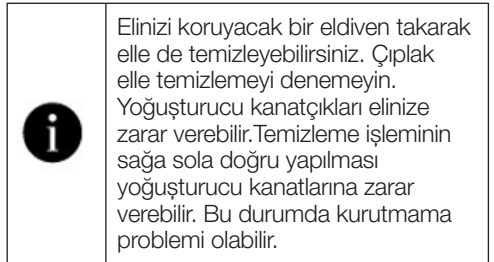 Elinizi koruyacak bir eldiven takarak
elle de temizleyebilirsiniz. Çıplak
elle temizlemeyi denemeyin.
Yoğuşturucu kanatçıkları elinize
zarar verebilir.Temizleme işleminin
sağa sola doğru yapılması
yoğuşturucu kanatlarına zarar
verebilir. Bu durumda kurutmama
problemi olabilir.